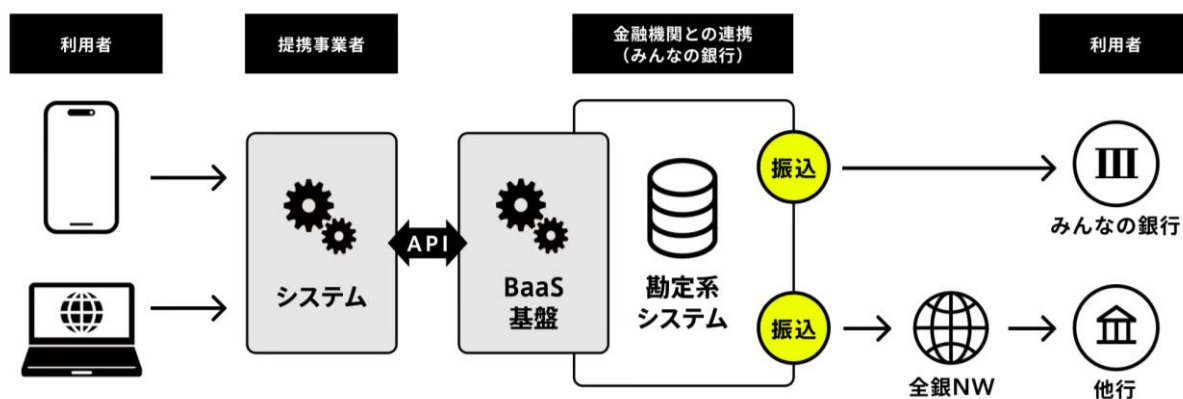 利用者
提携事業者
金融機関との連携
（みんなの銀行）
利用者
システム
API
BaaS
基盤
勘定系
システム
振込
みんなの銀行
振込
全銀NW
他行